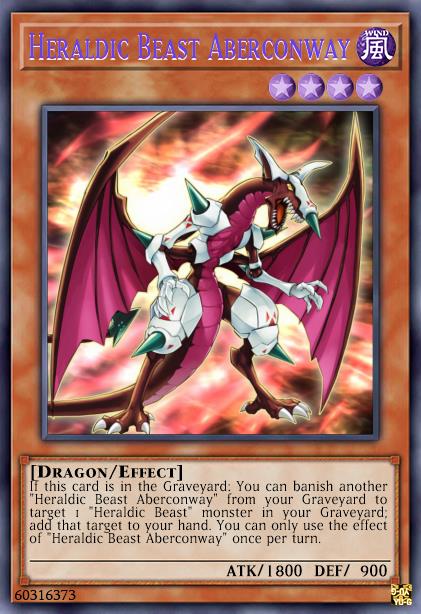 Heraldic Beast Aberconway
WIND
風
[Dragon/Effect]
If this card is in the Graveyard: You can banish another
"Heraldic Beast Aberconway" from your Graveyard to
target 1 "Heraldic Beast" monster in your Graveyard;
add that target to your hand. You can only use the effect
of "Heraldic Beast Aberconway" once per turn.
ATK/1800 DEF/ 900
60316373